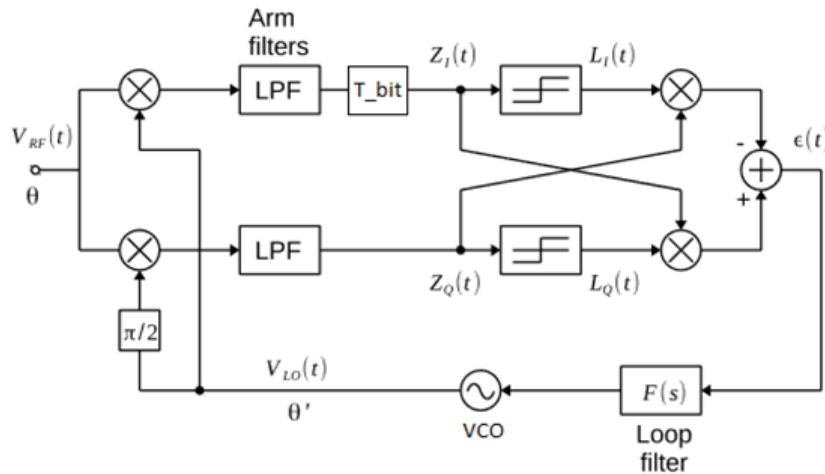 Arm
filters
LPF
T_bit
Z_I(t)
L_I(t)
V_RF(t)
θ
-
+
ϵ(t)
LPF
Z_Q(t)
L_Q(t)
π/2
V_LO(t)
θ'
VCO
F(s)
Loop
filter